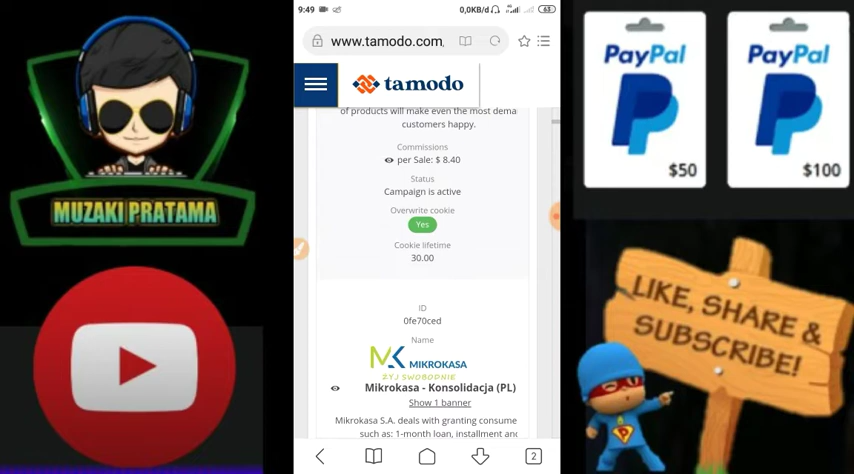 MUZAKI PRATAMA
9:49
0,0KB/d
4G
63
www.tamodo.com,
tamodo
of products will make even the most dema
customers happy.
Commissions
per Sale: $ 8.40
Status
Campaign is active
Overwrite cookie
Yes
Cookie lifetime
30.00
ID
0fe70ced
Name
MK MIKROKASA
ŻYJ SWOBODNIE
Mikrokasa - Konsolidacja (PL)
Show 1 banner
Mikrokasa S.A. deals with granting consume
such as: 1-month loan, installment and
2
PayPal
$50
PayPal
$100
LIKE, SHARE &
SUBSCRIBE!